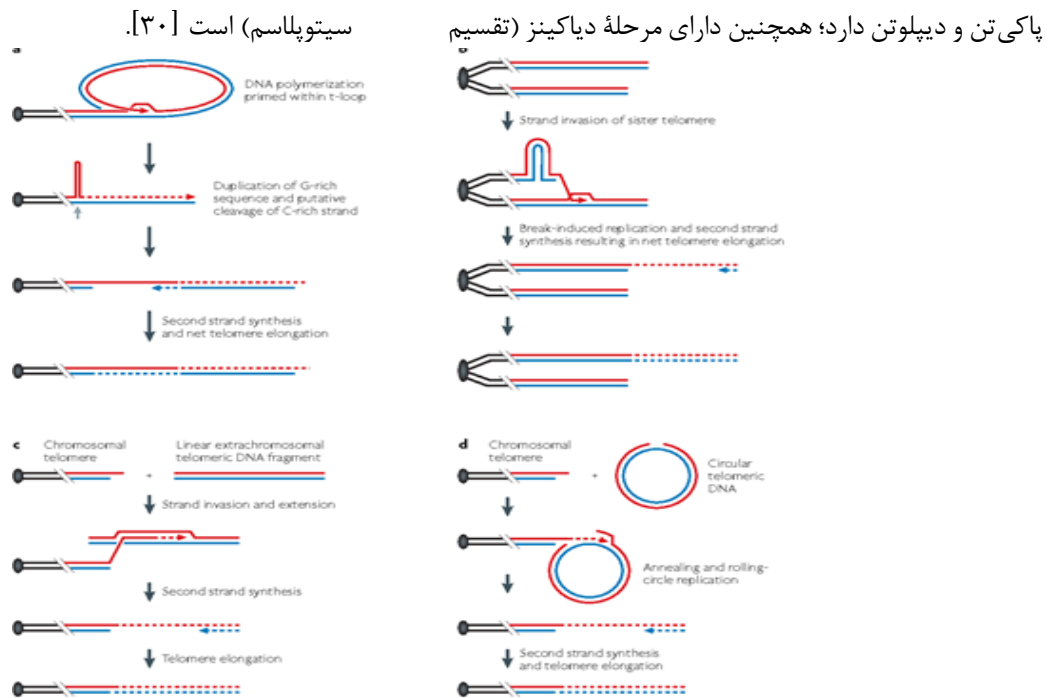 پاکی‌تن و دیپلوتن دارد؛ همچنین دارای مرحلهٔ دیاکینز (تقسیم
سیتوپلاسم) است [۳۰].
DNA polymerization
primed within t-loop
Duplication of G-rich
sequence and putative
cleavage of C-rich strand
Second strand synthesis
and net telomere elongation
Strand invasion of sister telomere
Break-induced replication and second strand
synthesis resulting in net telomere elongation
c Chromosomal
telomere
+
Linear extrachromosomal
telomeric DNA fragment
Strand invasion and extension
Second strand synthesis
Telomere elongation
d Chromosomal
telomere
+
Circular
telomeric
DNA
Annealing and rolling-
circle replication
Second strand synthesis
and telomere elongation